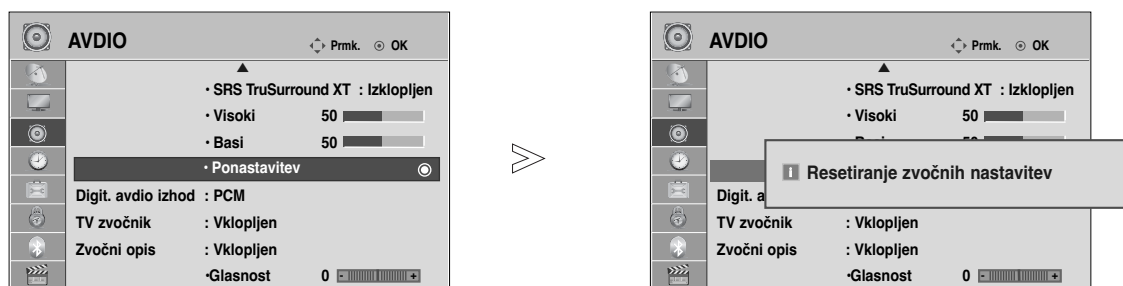 AVDIO Prmk. OK
• SRS TruSurround XT : Izklopljen
• Visoki 50
• Basi 50
• Ponastavitev
Digit. avdio izhod : PCM
TV zvočnik : Vklopljen
Zvočni opis : Vklopljen
•Glasnost 0 - +
AVDIO Prmk. OK
• SRS TruSurround XT : Izklopljen
• Visoki 50
i Resetiranje zvočnih nastavitev
Digit. a
TV zvočnik : Vklopljen
Zvočni opis : Vklopljen
•Glasnost 0 - +